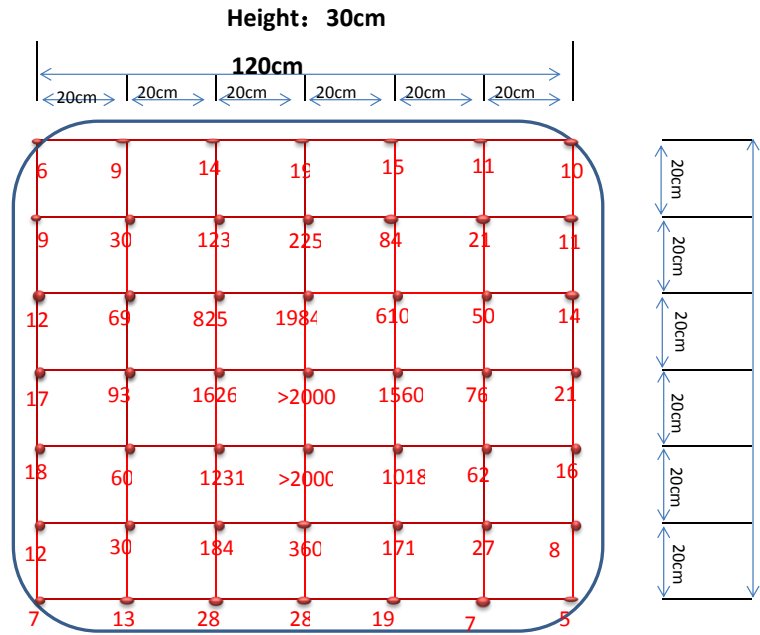 Height：30cm
120cm
20cm 20cm 20cm 20cm 20cm 20cm
6 9 14 19 15 11 10
20cm
9 30 123 225 84 21 11
20cm
12 69 825 1984 610 50 14
20cm
17 93 1626 >2000 1560 76 21
20cm
18 60 1231 >2000 1018 62 16
20cm
12 30 184 360 171 27 8
20cm
7 13 28 28 19 7 5